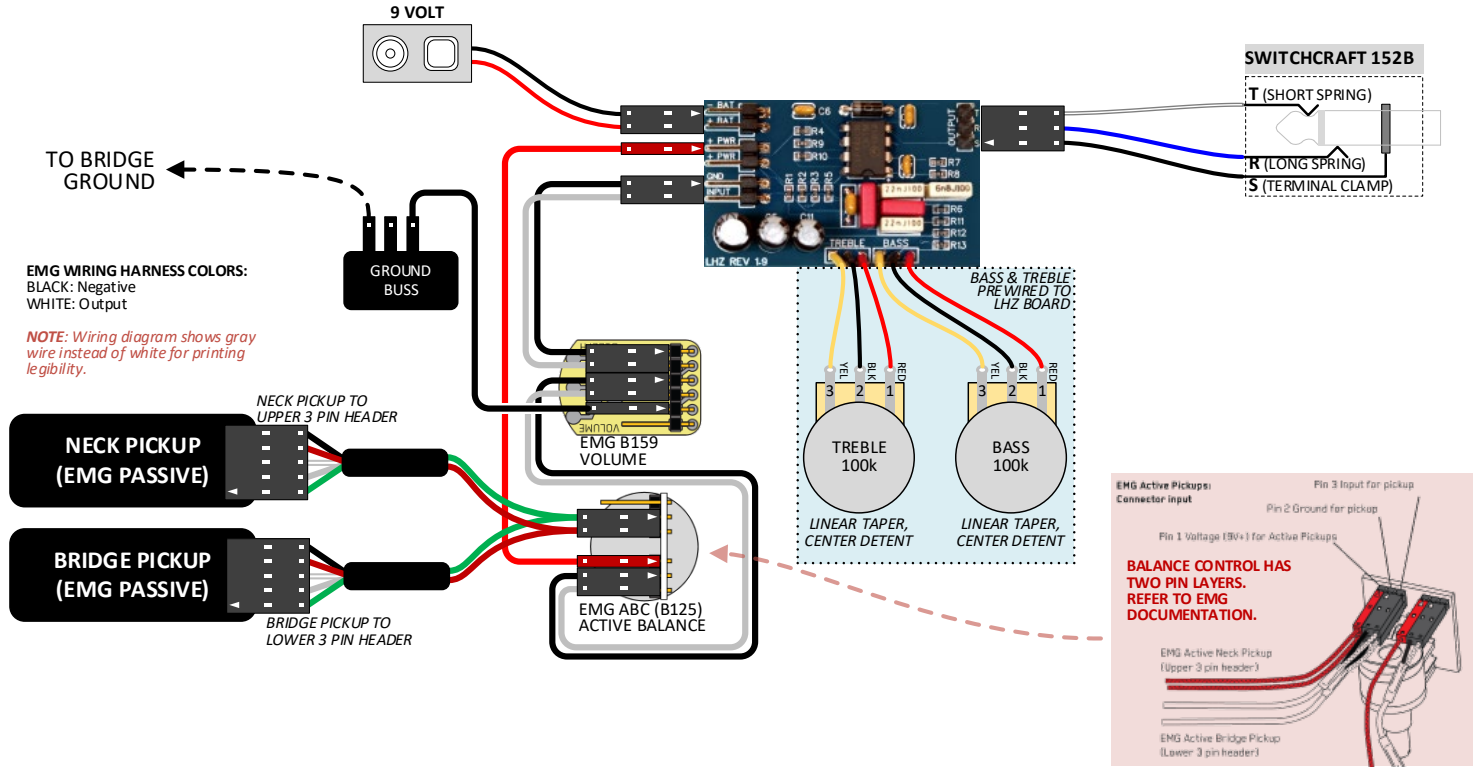 9 VOLT
SWITCHCRAFT 152B
T (SHORT SPRING)
R (LONG SPRING)
S (TERMINAL CLAMP)
- BAT
+ BAT
+ PWR
+ PWR
GND
INPUT
C6
R4
R9
R10
R1
R2
R3
R5
OUTPUT
T
R
S
R7
R8
22nJ100
6n8J100
22nJ100
R6
R11
R12
R13
C11
TREBLE
BASS
LHZ REV 1-9
TO BRIDGE
GROUND
GROUND
BUSS
EMG WIRING HARNESS COLORS:
BLACK: Negative
WHITE: Output
NOTE: Wiring diagram shows gray
wire instead of white for printing
legibility.
BASS & TREBLE
PREWIRED TO
LHZ BOARD
YEL
BLK
RED
3
2
1
YEL
BLK
RED
3
2
1
TREBLE
100k
BASS
100k
LINEAR TAPER,
CENTER DETENT
LINEAR TAPER,
CENTER DETENT
VOLUME
EMG B159
VOLUME
NECK PICKUP TO
UPPER 3 PIN HEADER
NECK PICKUP
(EMG PASSIVE)
BRIDGE PICKUP
(EMG PASSIVE)
BRIDGE PICKUP TO
LOWER 3 PIN HEADER
EMG ABC (B125)
ACTIVE BALANCE
EMG Active Pickups:
Connector input
Pin 3 Input for pickup
Pin 2 Ground for pickup
Pin 1 Voltage (9V+) for Active Pickups
BALANCE CONTROL HAS
TWO PIN LAYERS.
REFER TO EMG
DOCUMENTATION.
EMG Active Neck Pickup
(Upper 3 pin header)
EMG Active Bridge Pickup
(Lower 3 pin header)